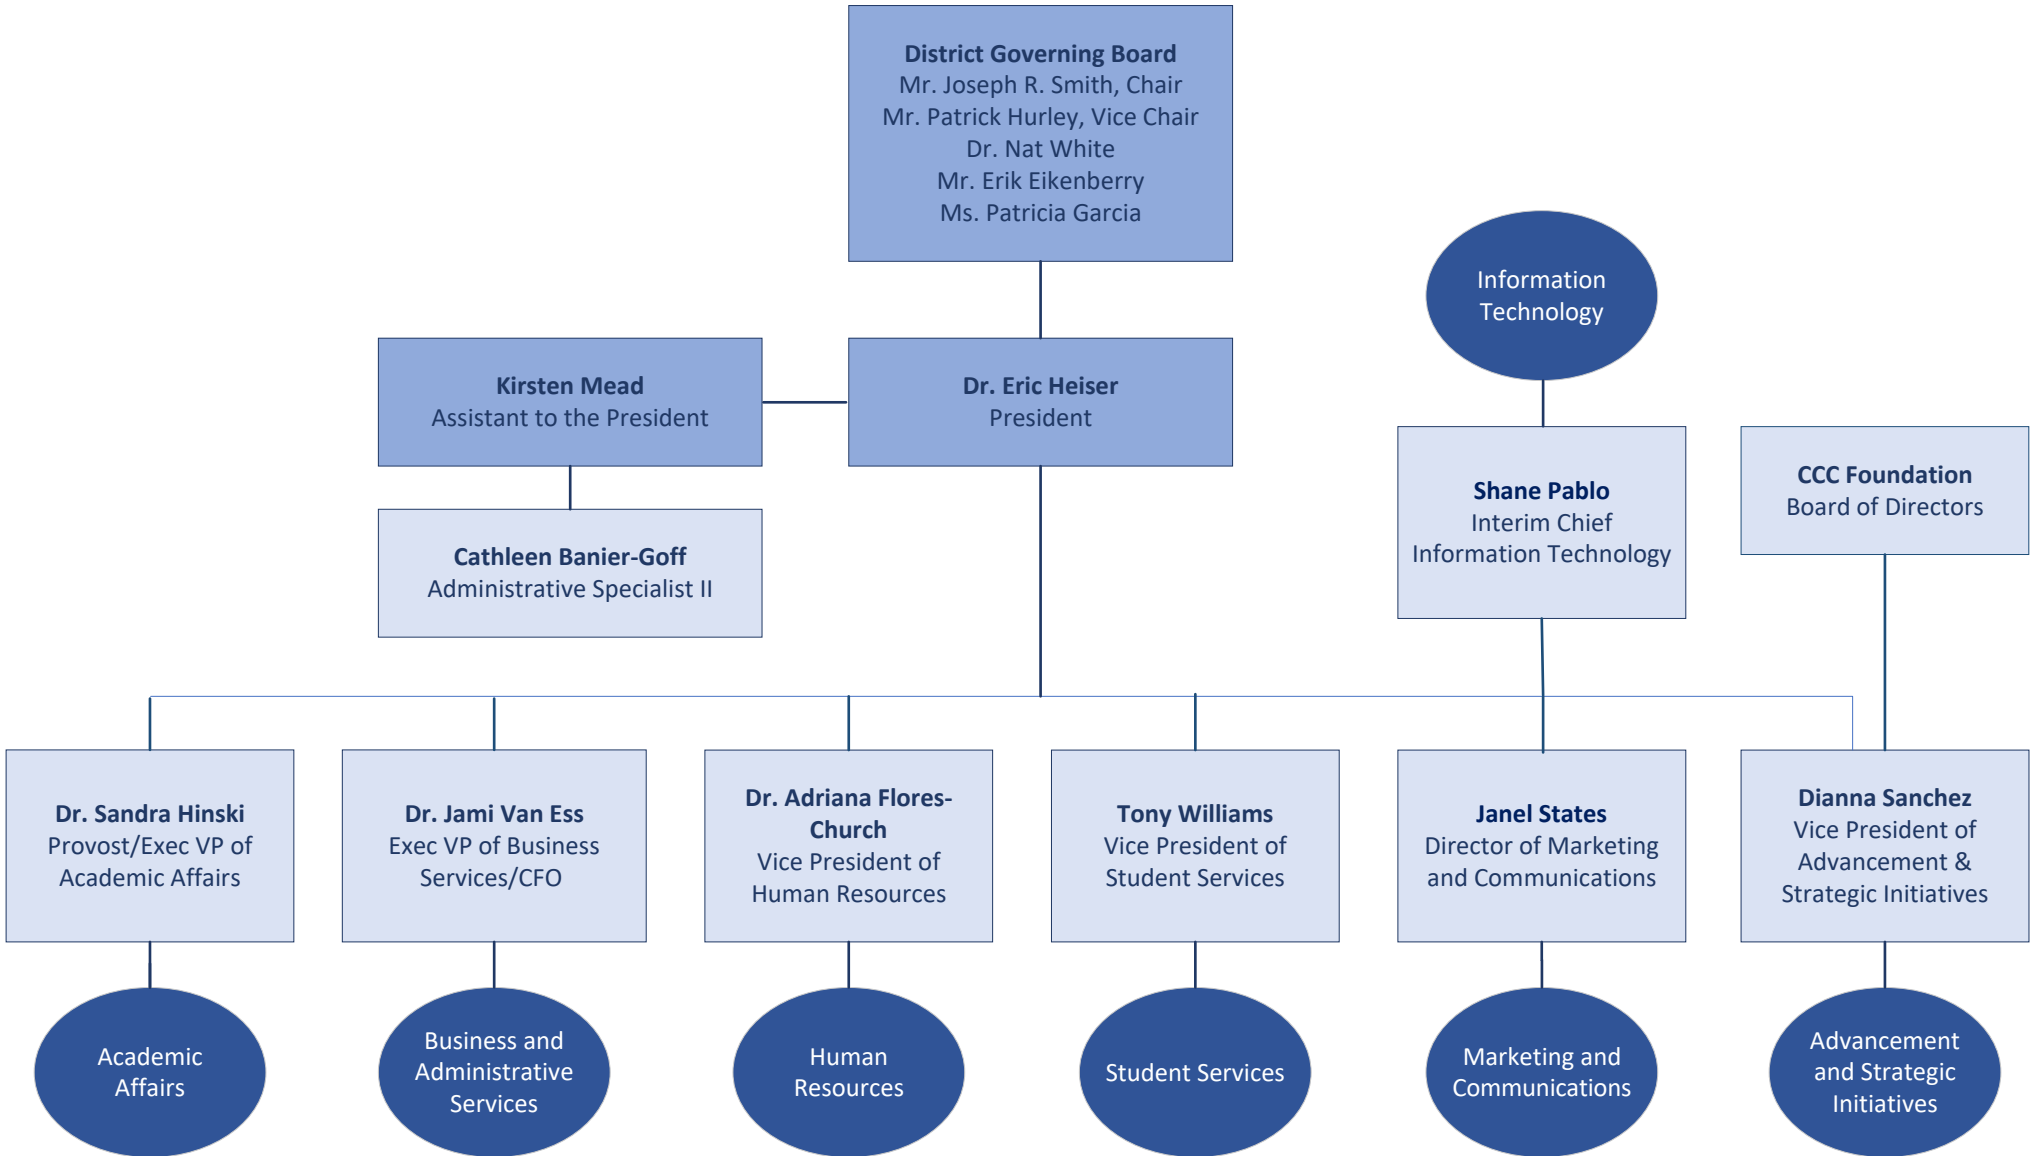 District Governing Board
Mr. Joseph R. Smith, Chair
Mr. Patrick Hurley, Vice Chair
Dr. Nat White
Mr. Erik Eikenberry
Ms. Patricia Garcia
Information
Technology
Kirsten Mead
Assistant to the President
Dr. Eric Heiser
President
Shane Pablo
Interim Chief
Information Technology
CCC Foundation
Board of Directors
Cathleen Banier-Goff
Administrative Specialist II
Dr. Sandra Hinski
Provost/Exec VP of
Academic Affairs
Dr. Jami Van Ess
Exec VP of Business
Services/CFO
Dr. Adriana Flores-
Church
Vice President of
Human Resources
Tony Williams
Vice President of
Student Services
Janel States
Director of Marketing
and Communications
Dianna Sanchez
Vice President of
Advancement &
Strategic Initiatives
Academic
Affairs
Business and
Administrative
Services
Human
Resources
Student Services
Marketing and
Communications
Advancement
and Strategic
Initiatives